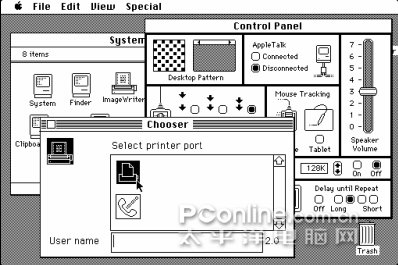 File Edit View Special
System
8 items
System Finder ImageWriter
Clipboa
Control Panel
Desktop Pattern
AppleTalk
Connected
Disconnected
7
6
5
4
3
2
1
0
Speaker
Volume
Mouse Tracking
Tablet
128K
On Off
Delay until Repeat
Off Long Short
Chooser
Select printer port
User name
2.0
Trash
PConline.com.cn
太平洋电脑网